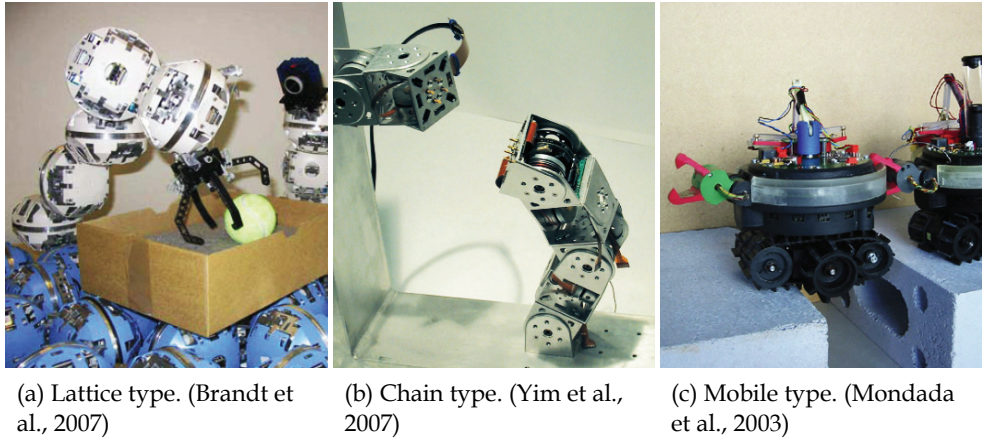 (a) Lattice type. (Brandt et
al., 2007)
(b) Chain type. (Yim et al.,
2007)
(c) Mobile type. (Mondada
et al., 2003)